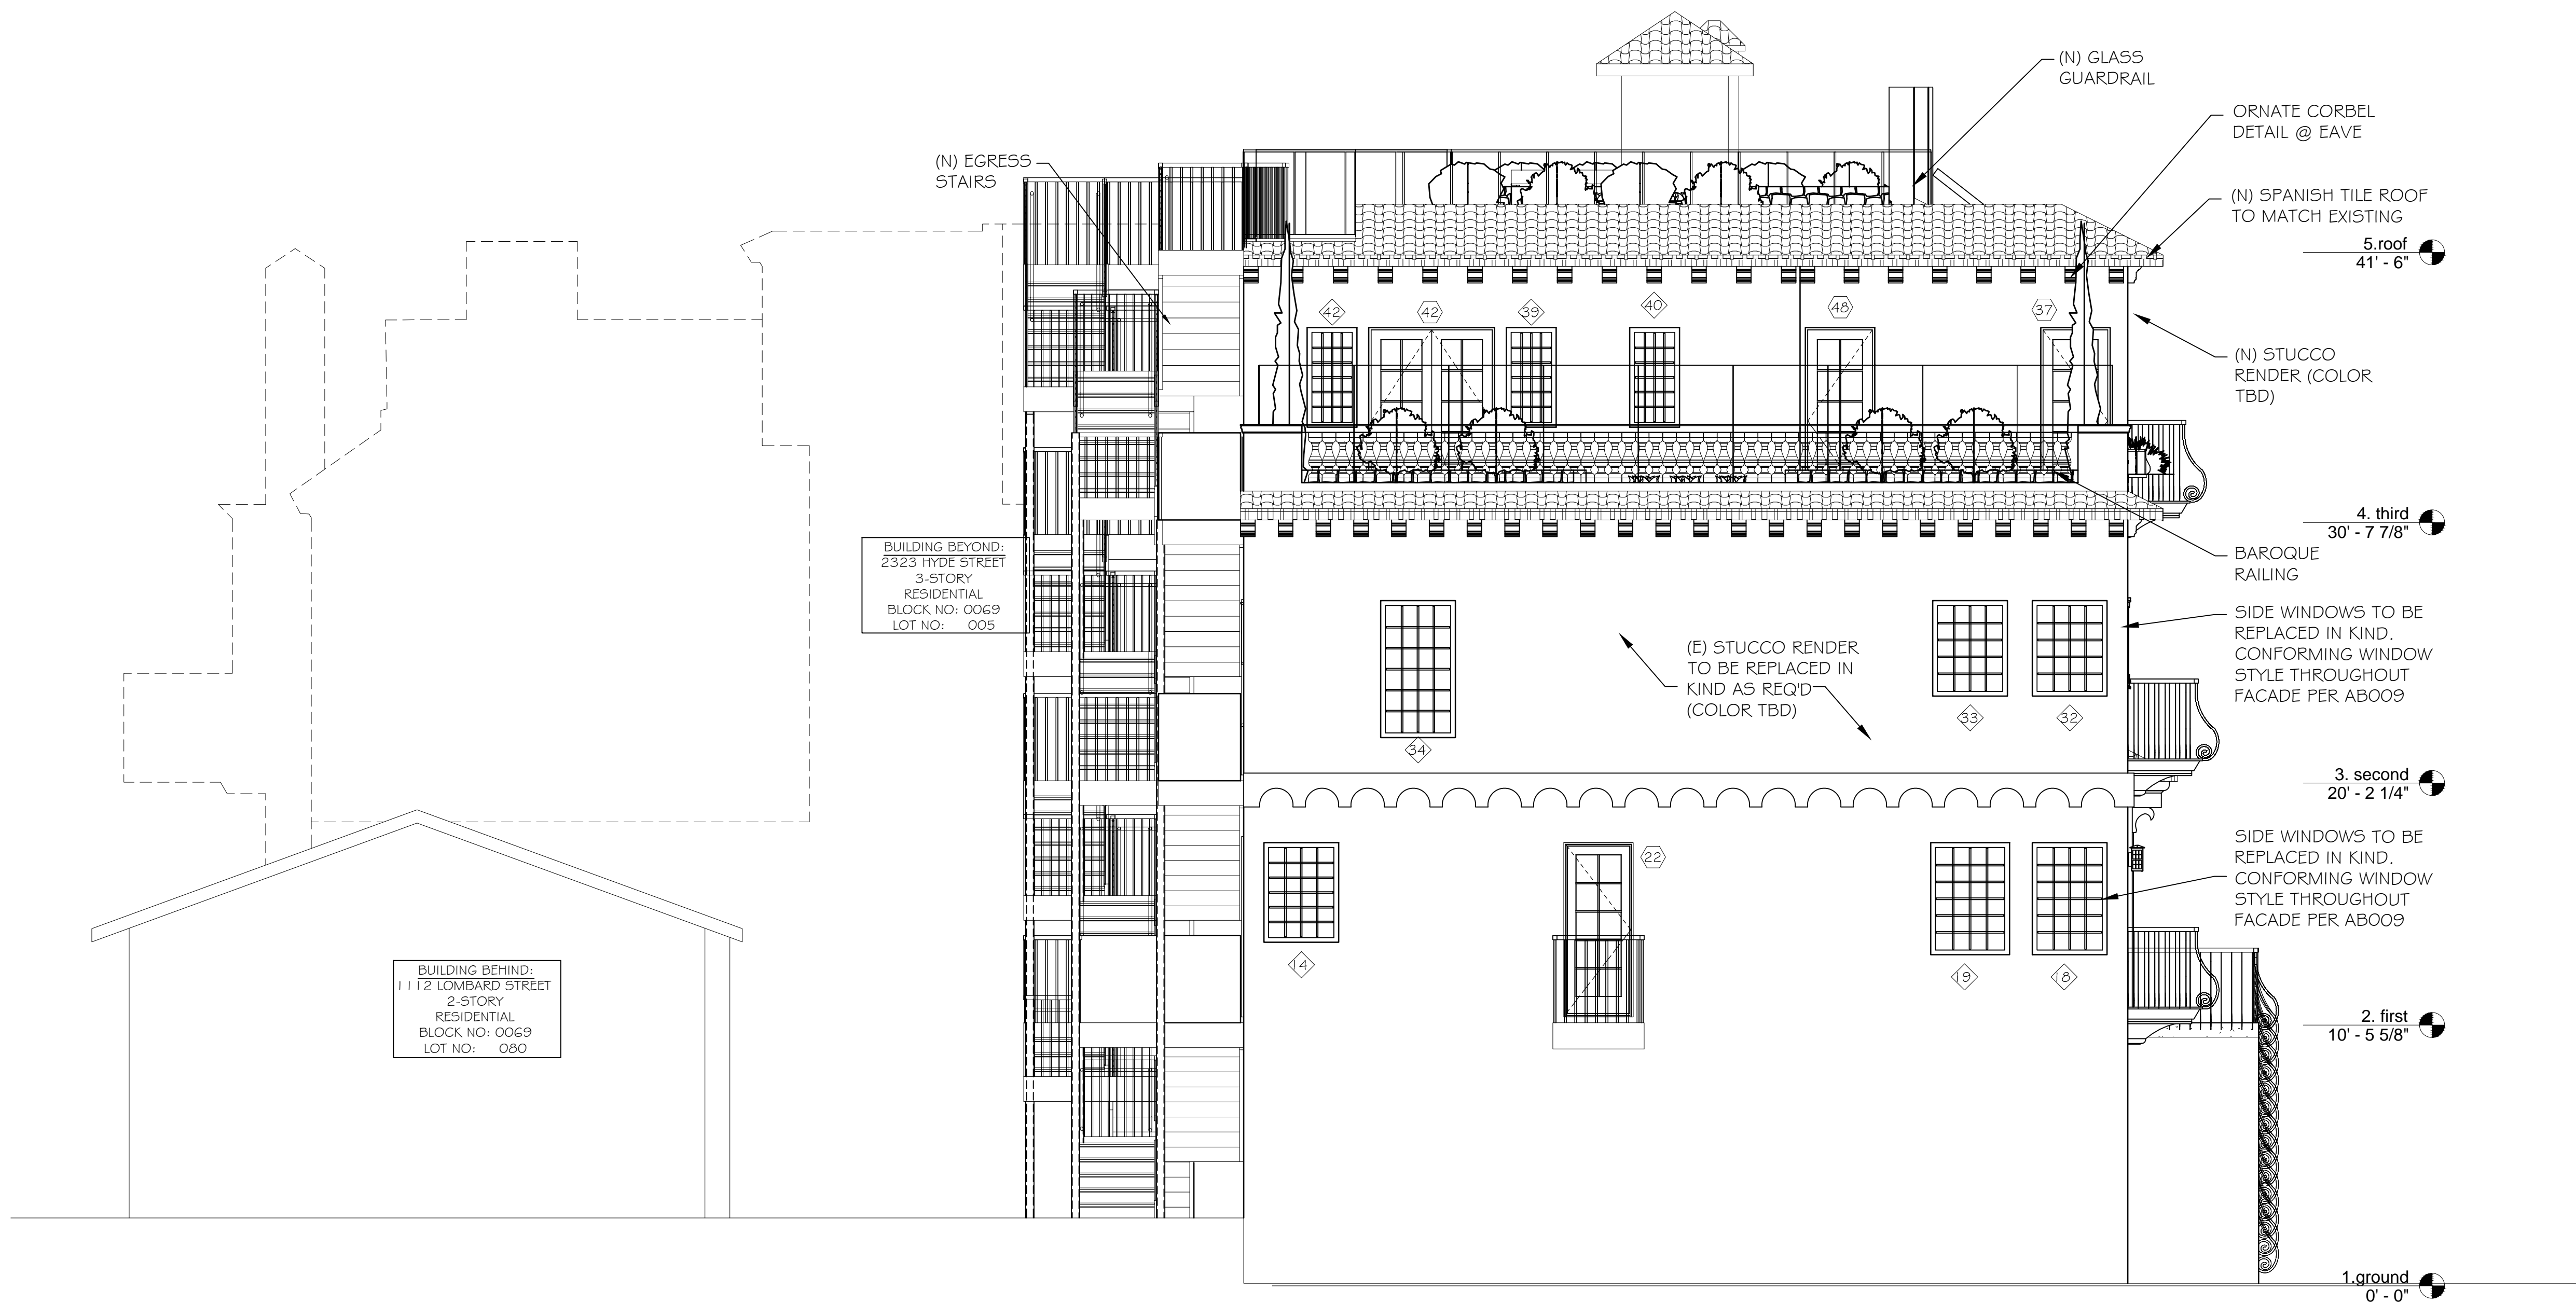 (N) GLASS
GUARDRAIL
ORNATE CORBEL
DETAIL @ EAVE
(N) EGRESS
STAIRS
(N) SPANISH TILE ROOF
TO MATCH EXISTING
5.roof
41' - 6"
42
42
39
40
48
37
(N) STUCCO
RENDER (COLOR
TBD)
4. third
30' - 7 7/8"
BAROQUE
RAILING
BUILDING BEYOND:
2323 HYDE STREET
3-STORY
RESIDENTIAL
BLOCK NO: 0069
LOT NO: 005
SIDE WINDOWS TO BE
REPLACED IN KIND.
CONFORMING WINDOW
STYLE THROUGHOUT
FACADE PER AB009
(E) STUCCO RENDER
TO BE REPLACED IN
KIND AS REQ'D
(COLOR TBD)
34
33
32
3. second
20' - 2 1/4"
SIDE WINDOWS TO BE
REPLACED IN KIND.
CONFORMING WINDOW
STYLE THROUGHOUT
FACADE PER AB009
22
14
19
18
BUILDING BEHIND:
1112 LOMBARD STREET
2-STORY
RESIDENTIAL
BLOCK NO: 0069
LOT NO: 080
2. first
10' - 5 5/8"
1.ground
0' - 0"